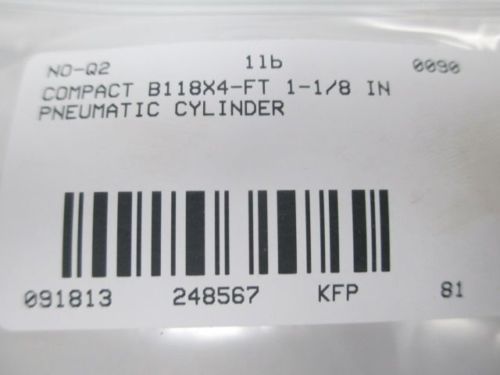 NO-Q2 1lb 0090
COMPACT B118X4-FT 1-1/8 IN
PNEUMATIC CYLINDER
091813 248567 KFP 81